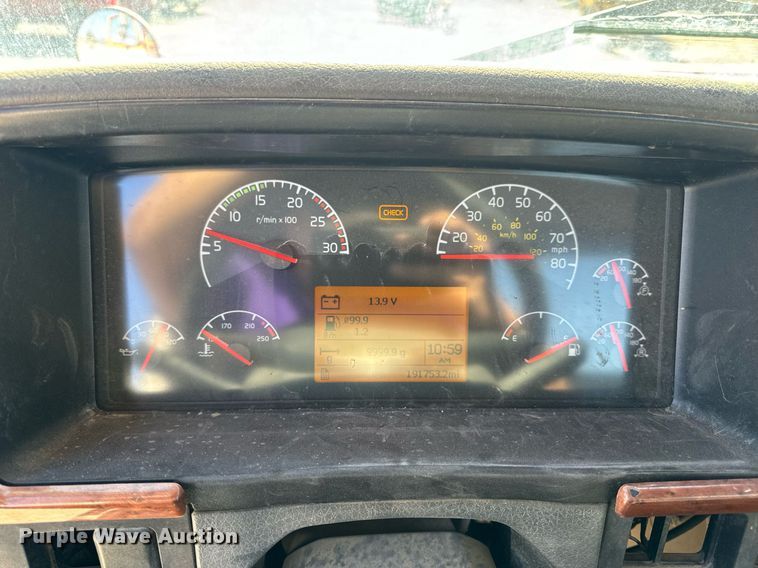 5 10 15 20 25 30
r/min x 100
CHECK
20 30 40 50 60 70 80
20 40 60 80 100 120
km/h
mph
13.9 V
99.9
1.2
9999.9 g
10:59
AM
191753.2mi
170 210 250
E
Purple Wave Auction